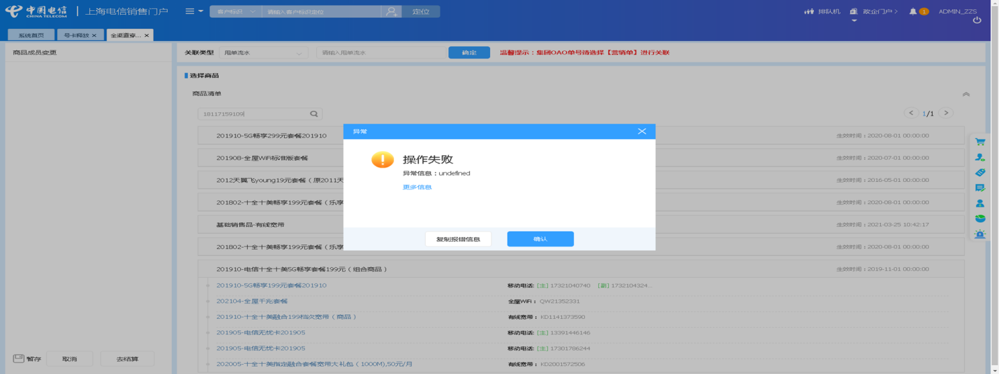 中国电信
CHINA TELECOM
上海电信销售门户
客户标识
请输入客户标识定位
定位
排队机
政企门户>
1
ADMIN_ZZS
系统首页
号卡释放 ×
全渠道穿... ×
商品成员变更
关联类型
甩单流水
请输入甩单流水
确定
温馨提示：集团OAO单号请选择【营销单】进行关联
选择商品
商品清单
18117159109
< 1/1 >
201910-5G畅享299元套餐201910
生效时间：2020-08-01 00:00:00
201908-全屋WiFi标准版套餐
生效时间：2020-07-01 00:00:00
2012天翼飞young19元套餐（原2011天
生效时间：2016-05-01 00:00:00
201802-十全十美畅享199元套餐（乐享
生效时间：2020-08-01 00:00:00
基础销售品-有线宽带
生效时间：2021-03-25 10:42:17
201802-十全十美畅享199元套餐（乐享
生效时间：2020-08-01 00:00:00
201910-电信十全十美5G畅享套餐199元（组合商品）
生效时间：2019-11-01 00:00:00
201910-5G畅享199元套餐201910
移动电话: [主] 17321040740 [副] 1732104324...
202104-全屋千兆套餐
全屋WiFi： QW21352331
201910-十全十美融合199档次宽带（商品）
有线宽带： KD1141373590
201905-电信无忧卡201905
移动电话: [主] 13391446146
201905-电信无忧卡201905
移动电话: [主] 17301786244
202005-十全十美指定融合套餐宽带大礼包（1000M),50元/月
有线宽带： KD2001572506
异常
操作失败
异常信息：undefined
更多信息
复制报错信息
确认
暂存
取消
去结算